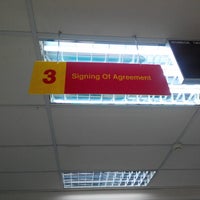 3 Signing Of Agreement